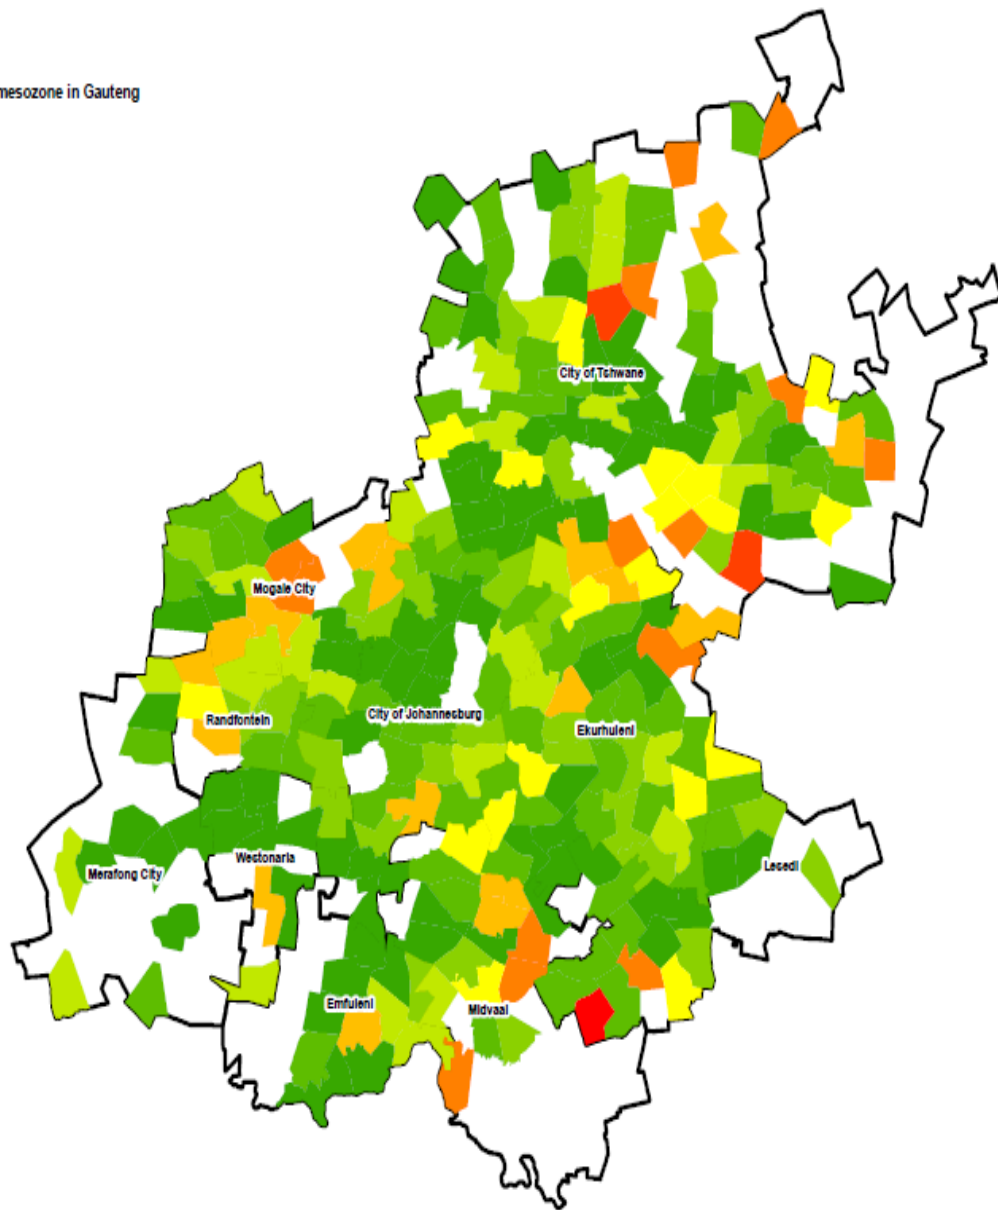 mesozone in Gauteng
City of Tshwane
Mogale City
Randfontein
City of Johannesburg
Ekurhuleni
Westonaria
Merafong City
Lesedi
Emfuleni
Midvaal